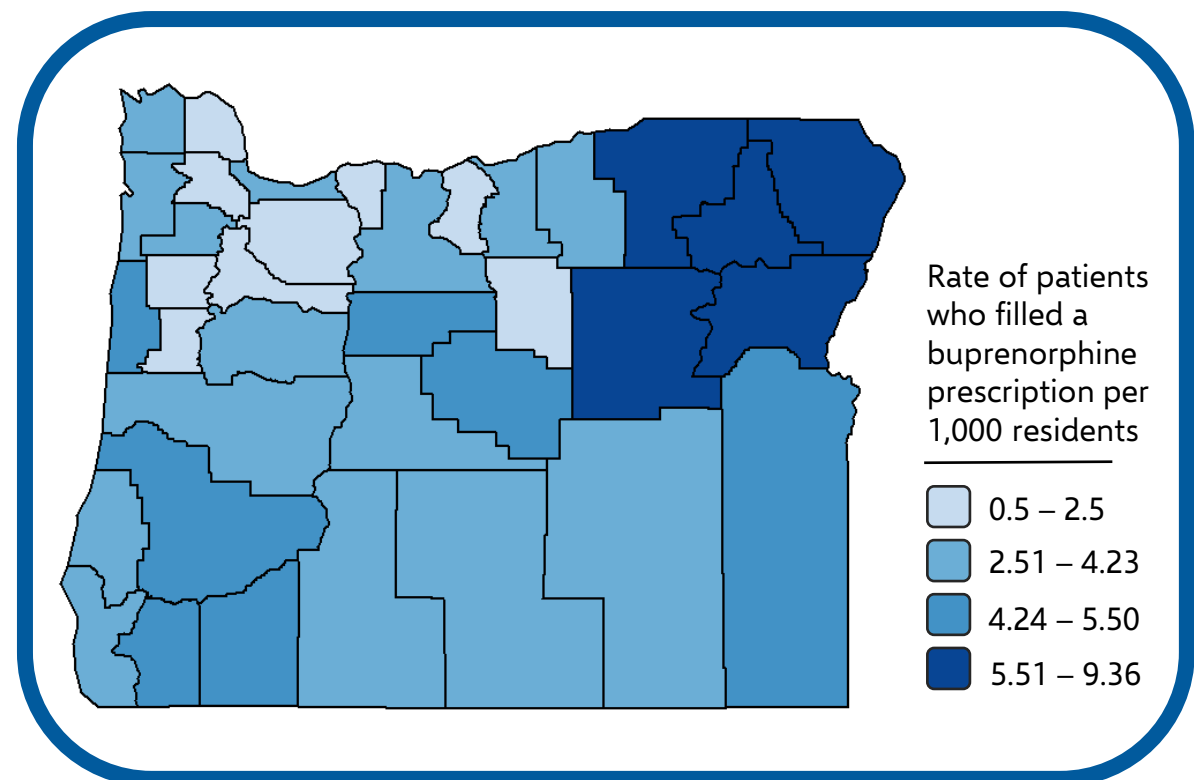 Rate of patients
who filled a
buprenorphine
prescription per
1,000 residents
0.5 – 2.5
2.51 – 4.23
4.24 – 5.50
5.51 – 9.36